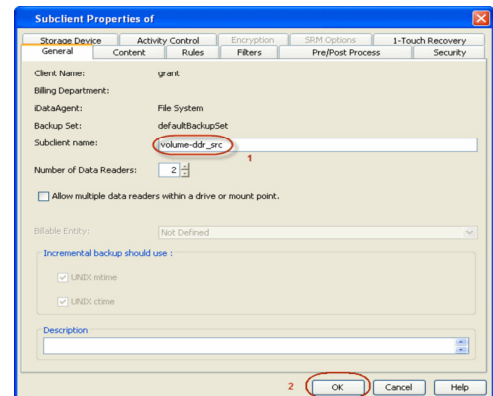 Subclient Properties of
Storage Device Activity Control Encryption SRM Options 1-Touch Recovery
General Content Rules Filters Pre/Post Process Security
Client Name: grant
Billing Department:
iDataAgent: File System
Backup Set: defaultBackupSet
Subclient name: volume-ddr_src
1
Number of Data Readers: 2
Allow multiple data readers within a drive or mount point.
Billable Entity: Not Defined
Incremental backup should use :
UNIX mtime
UNIX ctime
Description
2 OK Cancel Help